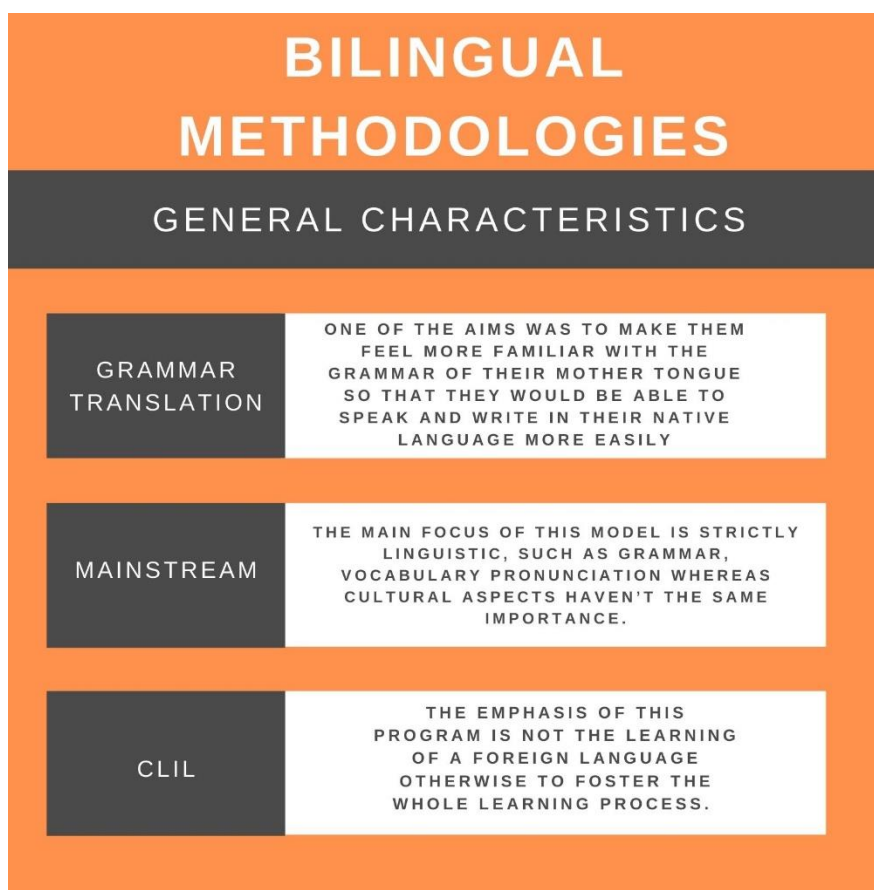 BILINGUAL
METHODOLOGIES
GENERAL CHARACTERISTICS
GRAMMAR
TRANSLATION
ONE OF THE AIMS WAS TO MAKE THEM
FEEL MORE FAMILIAR WITH THE
GRAMMAR OF THEIR MOTHER TONGUE
SO THAT THEY WOULD BE ABLE TO
SPEAK AND WRITE IN THEIR NATIVE
LANGUAGE MORE EASILY
MAINSTREAM
THE MAIN FOCUS OF THIS MODEL IS STRICTLY
LINGUISTIC, SUCH AS GRAMMAR,
VOCABULARY PRONUNCIATION WHEREAS
CULTURAL ASPECTS HAVEN'T THE SAME
IMPORTANCE.
CLIL
THE EMPHASIS OF THIS
PROGRAM IS NOT THE LEARNING
OF A FOREIGN LANGUAGE
OTHERWISE TO FOSTER THE
WHOLE LEARNING PROCESS.